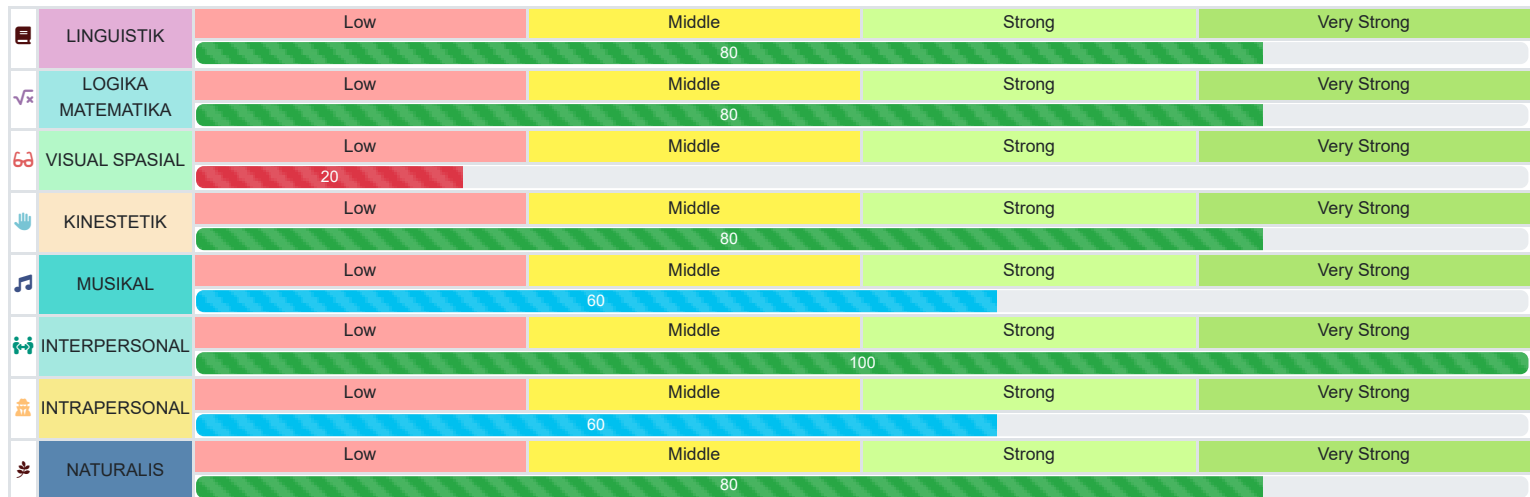 Low Middle Strong Very Strong
LINGUISTIK
80
Low Middle Strong Very Strong
LOGIKA
MATEMATIKA
80
Low Middle Strong Very Strong
VISUAL SPASIAL
20
Low Middle Strong Very Strong
KINESTETIK
80
Low Middle Strong Very Strong
MUSIKAL
60
Low Middle Strong Very Strong
INTERPERSONAL
100
Low Middle Strong Very Strong
INTRAPERSONAL
60
Low Middle Strong Very Strong
NATURALIS
80